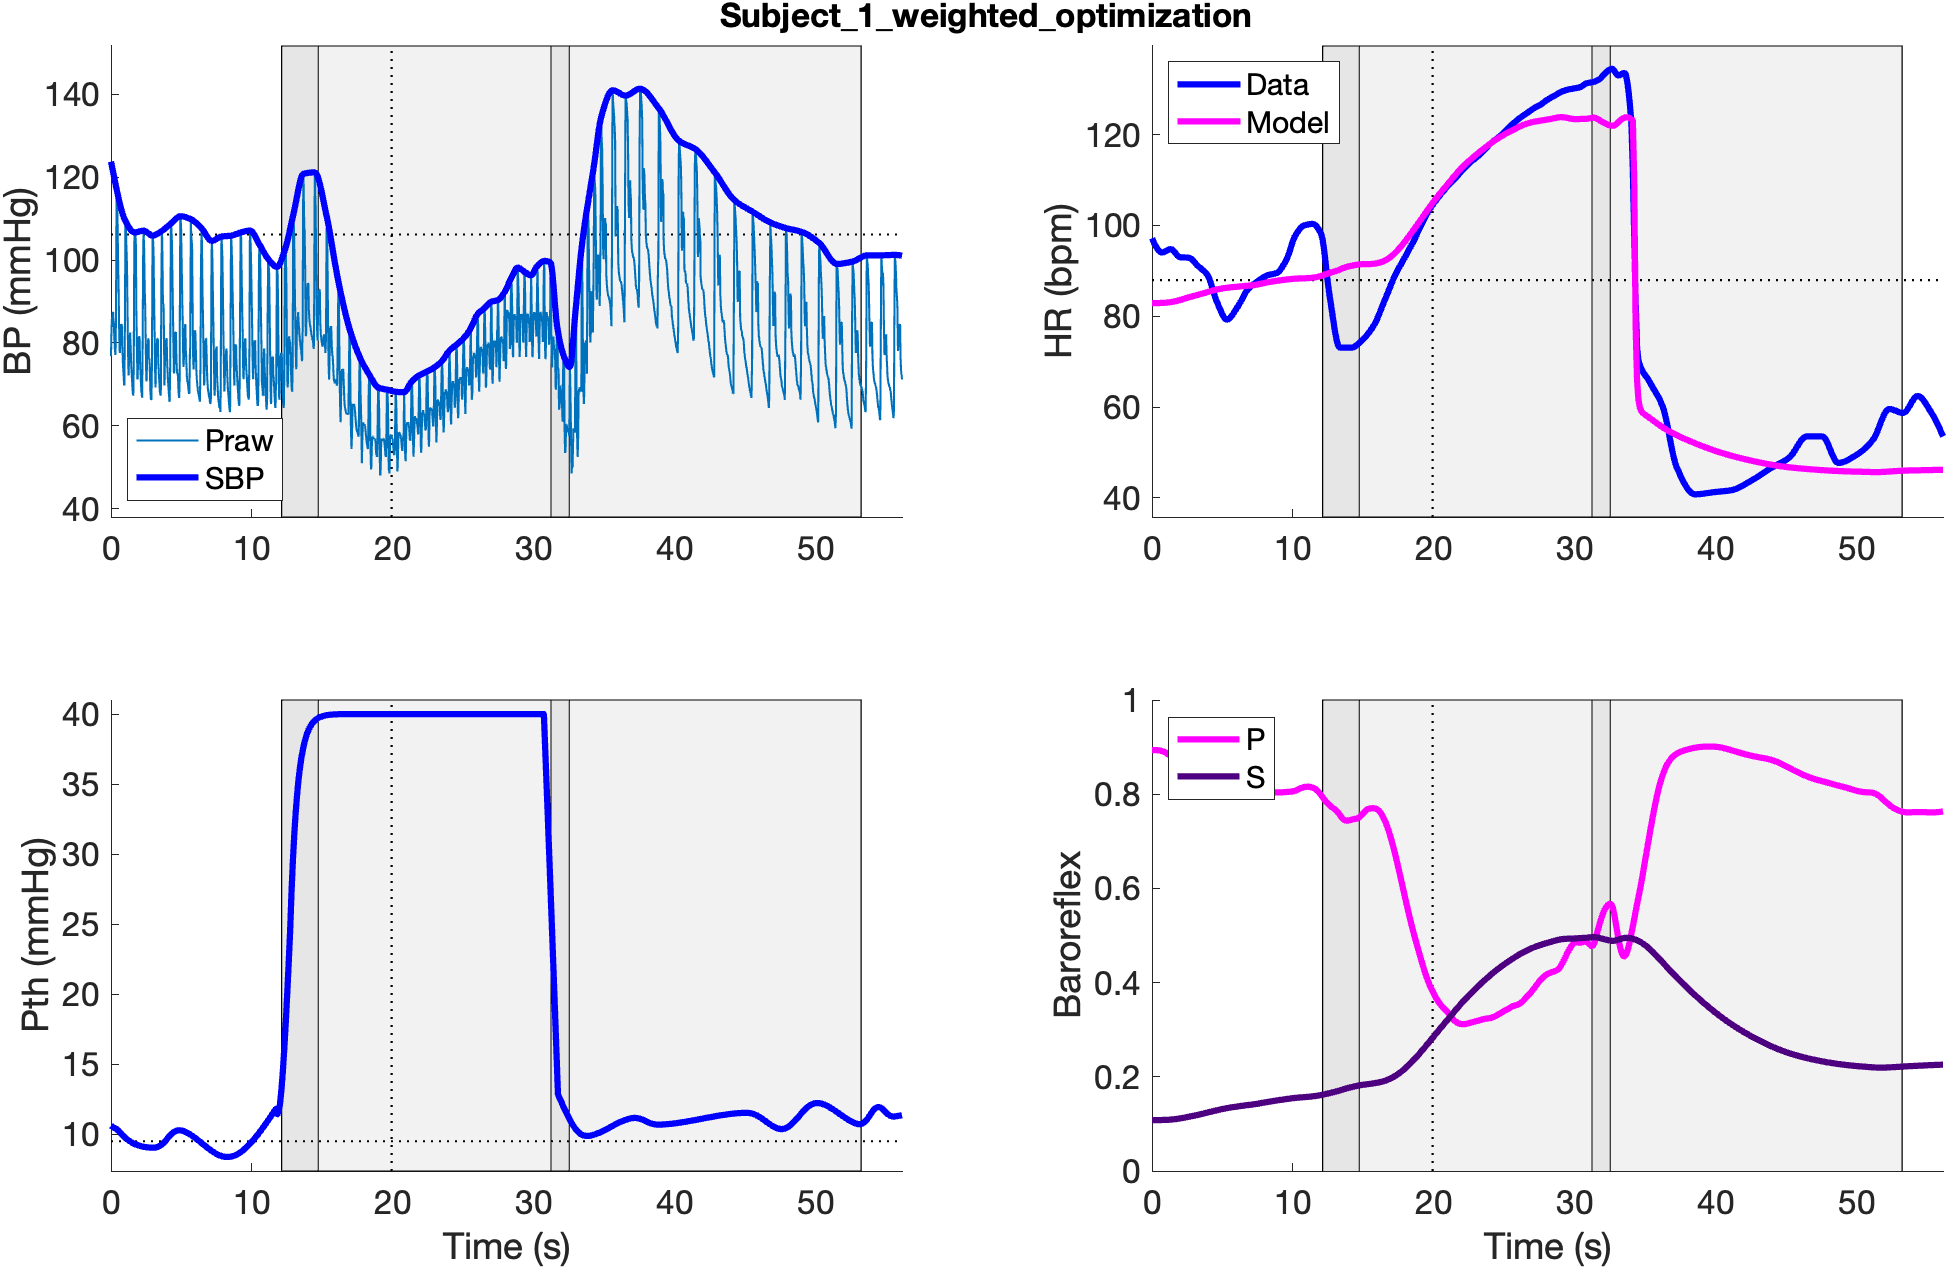 Subject_1_weighted_optimization
BP (mmHg)
140
120
100
80
60
40
Praw
SBP
0 10 20 30 40 50
HR (bpm)
120
100
80
60
40
Data
Model
0 10 20 30 40 50
Pth (mmHg)
40
35
30
25
20
15
10
0 10 20 30 40 50
Time (s)
Baroreflex
1
0.8
0.6
0.4
0.2
0
P
S
0 10 20 30 40 50
Time (s)